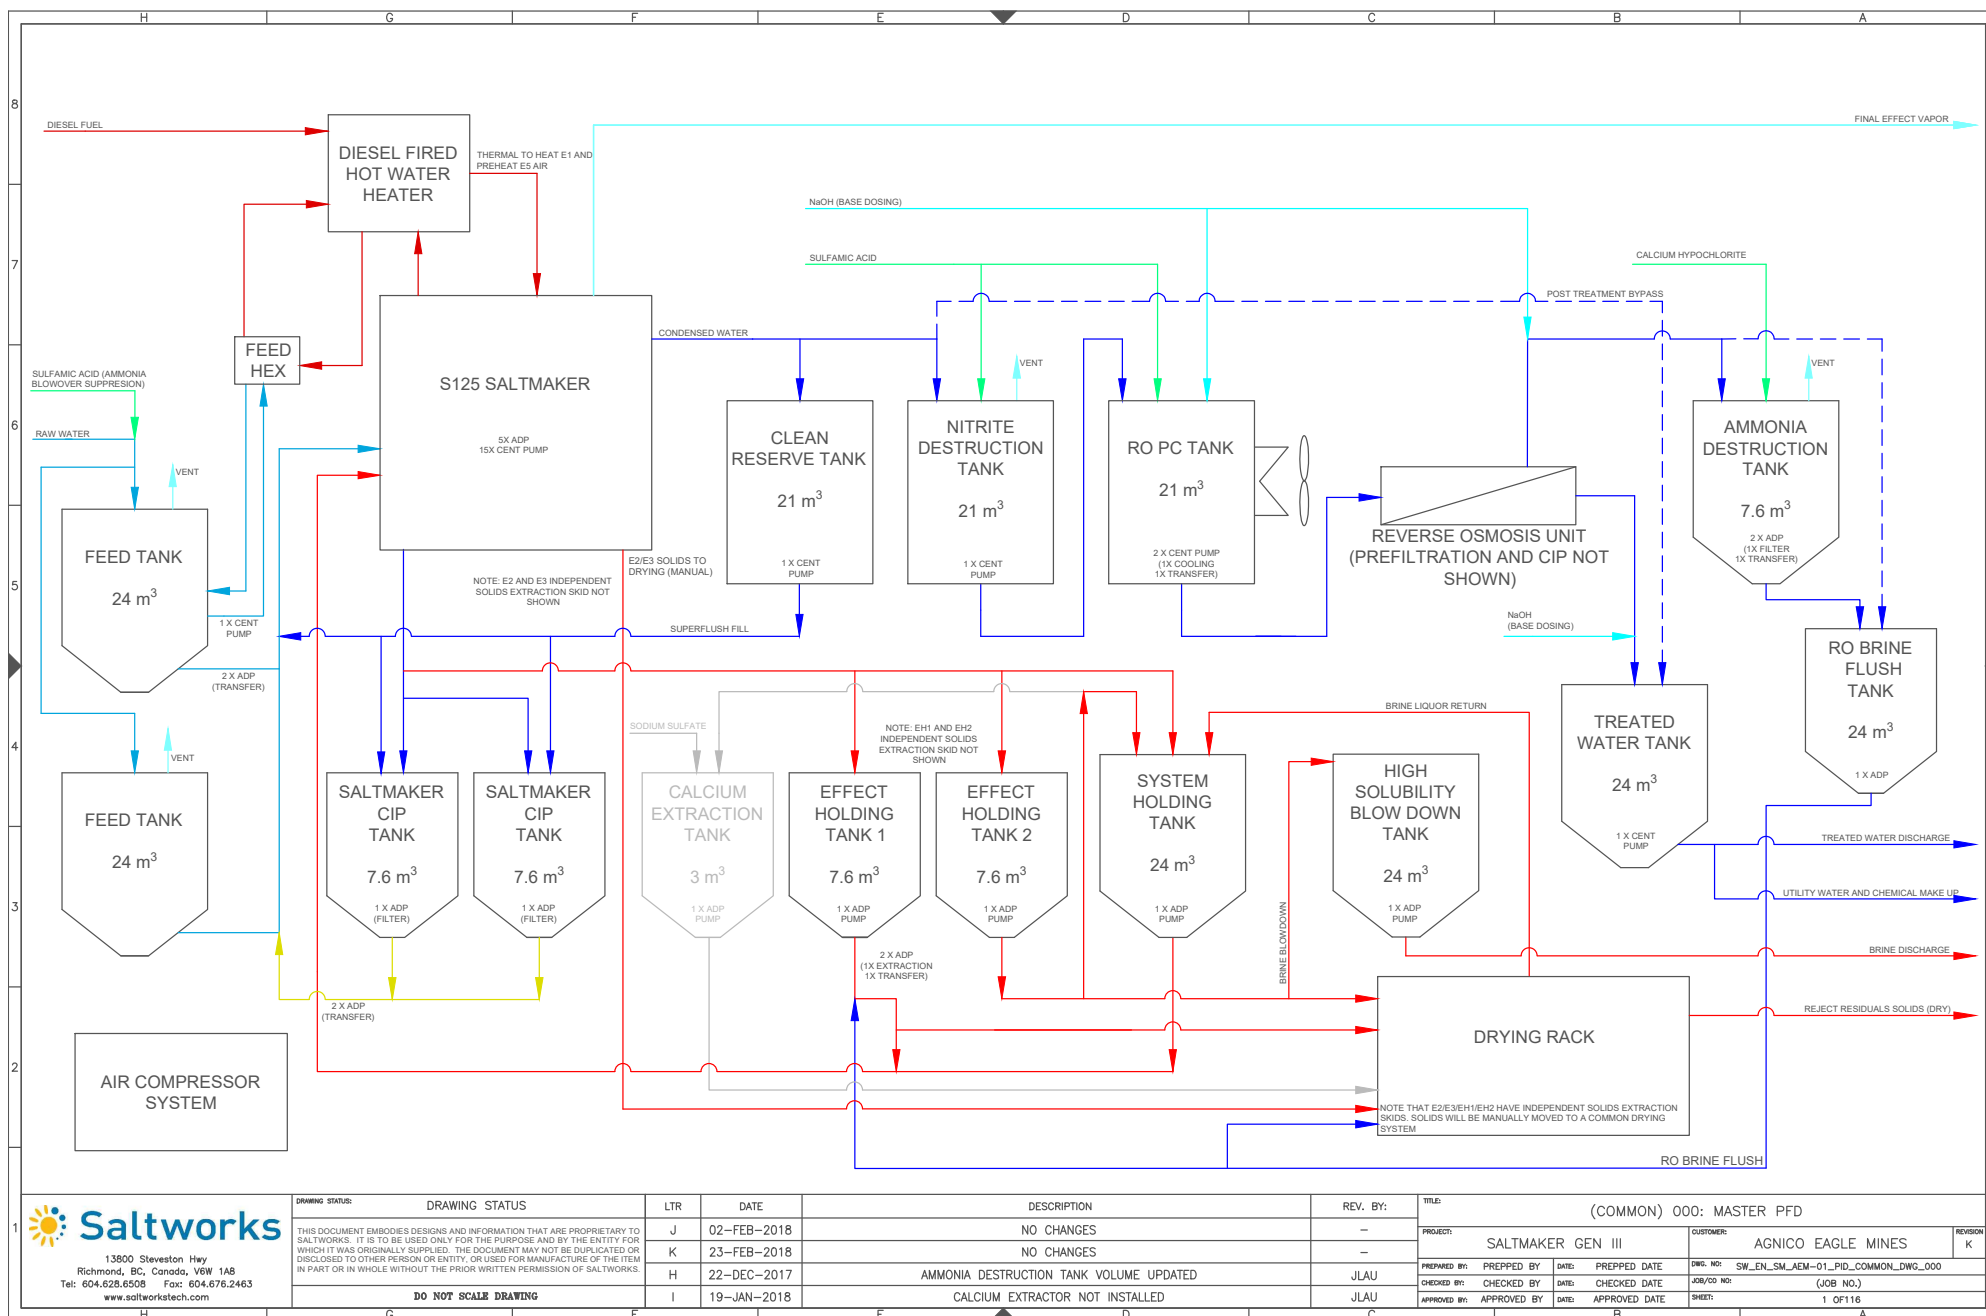 H G F E D C B A
8
7
6
5
4
3
2
1
DIESEL FUEL
DIESEL FIRED
HOT WATER
HEATER
THERMAL TO HEAT E1 AND
PREHEAT E5 AIR
FINAL EFFECT VAPOR
NaOH (BASE DOSING)
SULFAMIC ACID
CALCIUM HYPOCHLORITE
POST TREATMENT BYPASS
FEED
HEX
SULFAMIC ACID (AMMONIA
BLOWOVER SUPPRESION)
RAW WATER
VENT
FEED TANK
24 m³
1 X CENT
PUMP
2 X ADP
(TRANSFER)
VENT
FEED TANK
24 m³
S125 SALTMAKER
5X ADP
15X CENT PUMP
CONDENSED WATER
CLEAN
RESERVE TANK
21 m³
1 X CENT
PUMP
NITRITE
DESTRUCTION
TANK
21 m³
1 X CENT
PUMP
VENT
RO PC TANK
21 m³
2 X CENT PUMP
(1X COOLING
1X TRANSFER)
REVERSE OSMOSIS UNIT
(PREFILTRATION AND CIP NOT
SHOWN)
VENT
AMMONIA
DESTRUCTION
TANK
7.6 m³
2 X ADP
(1X FILTER
1X TRANSFER)
NOTE: E2 AND E3 INDEPENDENT
SOLIDS EXTRACTION SKID NOT
SHOWN
E2/E3 SOLIDS TO
DRYING (MANUAL)
SUPERFLUSH FILL
NaOH
(BASE DOSING)
RO BRINE
FLUSH
TANK
24 m³
1 X ADP
TREATED
WATER TANK
24 m³
1 X CENT
PUMP
SODIUM SULFATE
NOTE: EH1 AND EH2
INDEPENDENT SOLIDS
EXTRACTION SKID NOT
SHOWN
BRINE LIQUOR RETURN
SALTMAKER
CIP
TANK
7.6 m³
1 X ADP
(FILTER)
SALTMAKER
CIP
TANK
7.6 m³
1 X ADP
(FILTER)
CALCIUM
EXTRACTION
TANK
3 m³
1 X ADP
PUMP
EFFECT
HOLDING
TANK 1
7.6 m³
1 X ADP
PUMP
EFFECT
HOLDING
TANK 2
7.6 m³
1 X ADP
PUMP
SYSTEM
HOLDING
TANK
24 m³
1 X ADP
PUMP
HIGH
SOLUBILITY
BLOW DOWN
TANK
24 m³
1 X ADP
PUMP
TREATED WATER DISCHARGE
UTILITY WATER AND CHEMICAL MAKE UP
BRINE DISCHARGE
REJECT RESIDUALS SOLIDS (DRY)
2 X ADP
(1X EXTRACTION
1X TRANSFER)
BRINE BLOWDOWN
2 X ADP
(TRANSFER)
AIR COMPRESSOR
SYSTEM
DRYING RACK
NOTE THAT E2/E3/EH1/EH2 HAVE INDEPENDENT SOLIDS EXTRACTION
SKIDS. SOLIDS WILL BE MANUALLY MOVED TO A COMMON DRYING
SYSTEM
RO BRINE FLUSH
Saltworks
13800 Steveston Hwy
Richmond, BC, Canada, V6W 1A8
Tel: 604.628.6508 Fax: 604.676.2463
www.saltworkstech.com
DRAWING STATUS: DRAWING STATUS
THIS DOCUMENT EMBODIES DESIGNS AND INFORMATION THAT ARE PROPRIETARY TO
SALTWORKS. IT IS TO BE USED ONLY FOR THE PURPOSE AND BY THE ENTITY FOR
WHICH IT WAS ORIGINALLY SUPPLIED. THE DOCUMENT MAY NOT BE DUPLICATED OR
DISCLOSED TO OTHER PERSON OR ENTITY, OR USED FOR MANUFACTURE OF THE ITEM
IN PART OR IN WHOLE WITHOUT THE PRIOR WRITTEN PERMISSION OF SALTWORKS.
DO NOT SCALE DRAWING
LTR DATE DESCRIPTION REV. BY:
J 02-FEB-2018 NO CHANGES -
K 23-FEB-2018 NO CHANGES -
H 22-DEC-2017 AMMONIA DESTRUCTION TANK VOLUME UPDATED JLAU
I 19-JAN-2018 CALCIUM EXTRACTOR NOT INSTALLED JLAU
TITLE: (COMMON) 000: MASTER PFD
PROJECT: SALTMAKER GEN III
CUSTOMER: AGNICO EAGLE MINES
REVISION K
PREPARED BY: PREPPED BY DATE: PREPPED DATE DWG. NO: SW_EN_SM_AEM-01_PID_COMMON_DWG_000
CHECKED BY: CHECKED BY DATE: CHECKED DATE JOB/CO NO: (JOB NO.)
APPROVED BY: APPROVED BY DATE: APPROVED DATE SHEET: 1 OF116
H G F E D C B A